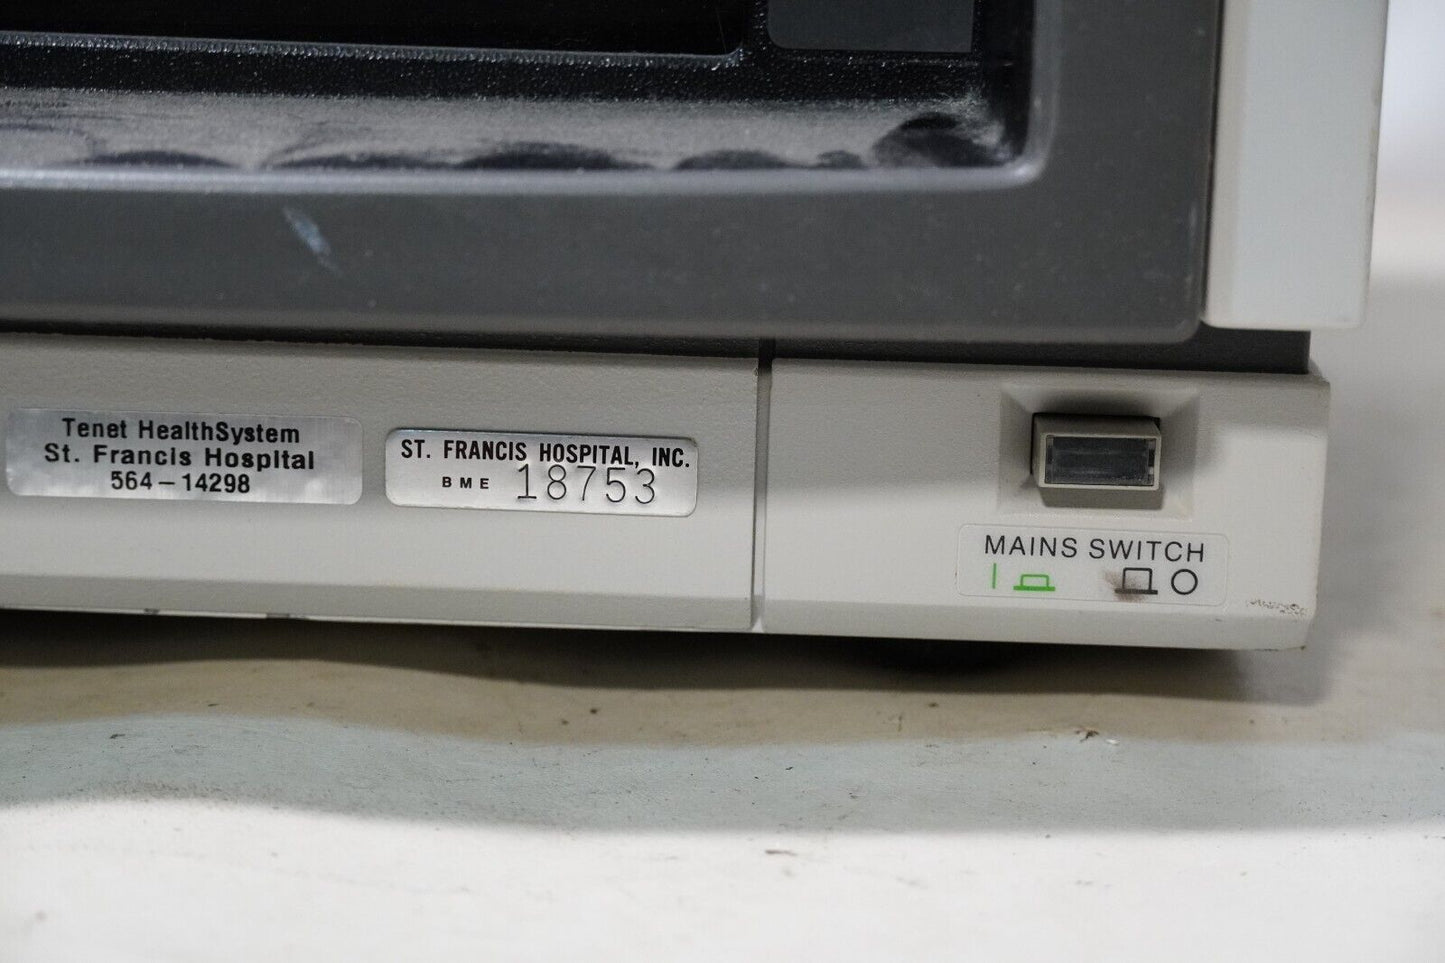 Tenet HealthSystem
St. Francis Hospital
564-14298
ST. FRANCIS HOSPITAL, INC.
BME 18753
MAINS SWITCH